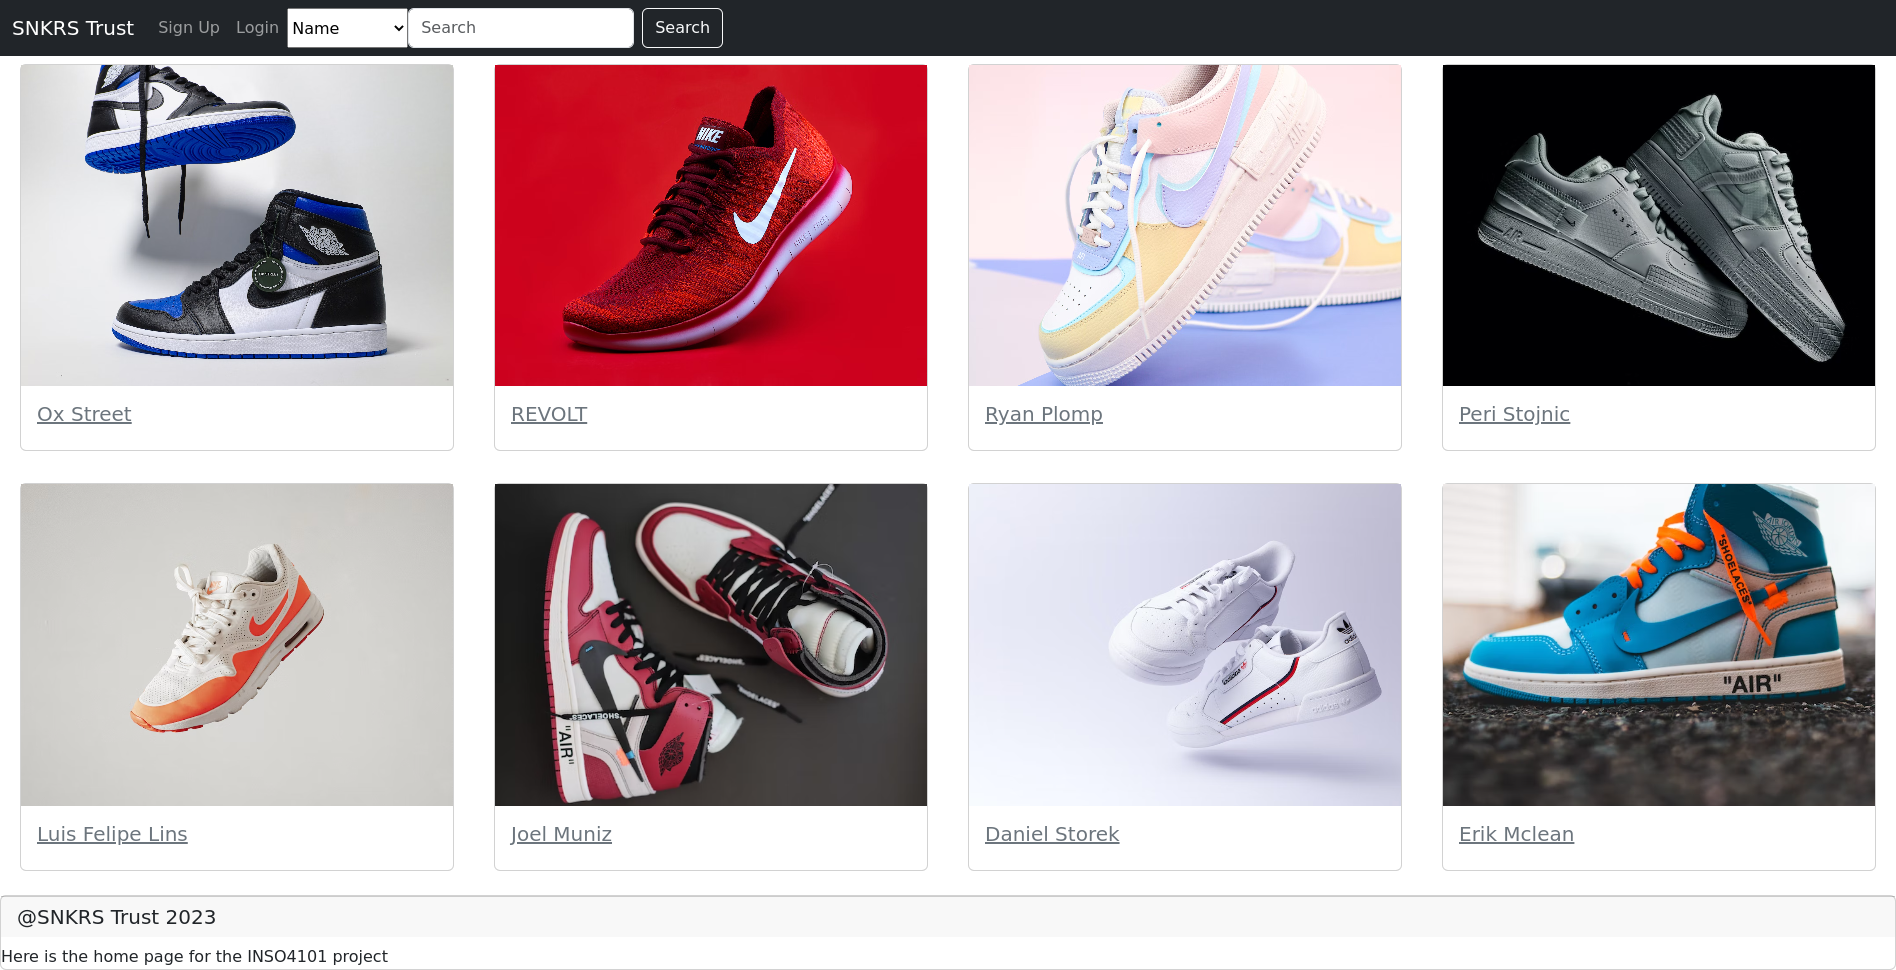 SNKRS Trust Sign Up Login Name Search Search
NIKE
Ox Street REVOLT Ryan Plomp Peri Stojnic
AIR
"SHOELACES"
"AIR"
"SHOELACES"
"AIR"
adidas
Luis Felipe Lins Joel Muniz Daniel Storek Erik Mclean
@SNKRS Trust 2023
Here is the home page for the INSO4101 project